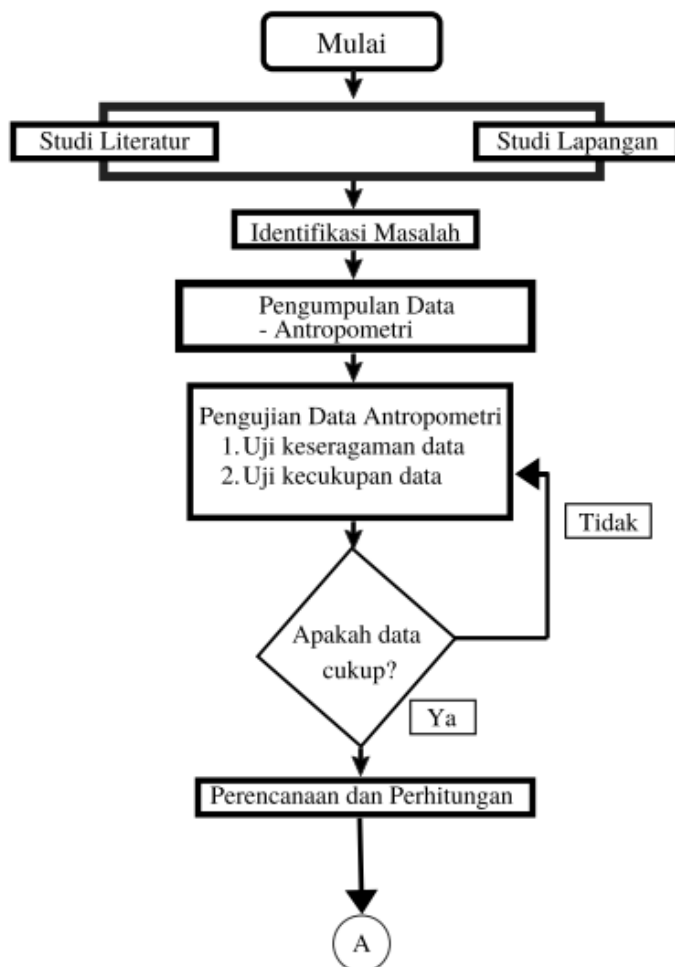 Mulai
Studi Literatur
Studi Lapangan
Identifikasi Masalah
Pengumpulan Data
- Antropometri
Pengujian Data Antropometri
1. Uji keseragaman data
2. Uji kecukupan data
Tidak
Apakah data
cukup?
Ya
Perencanaan dan Perhitungan
A